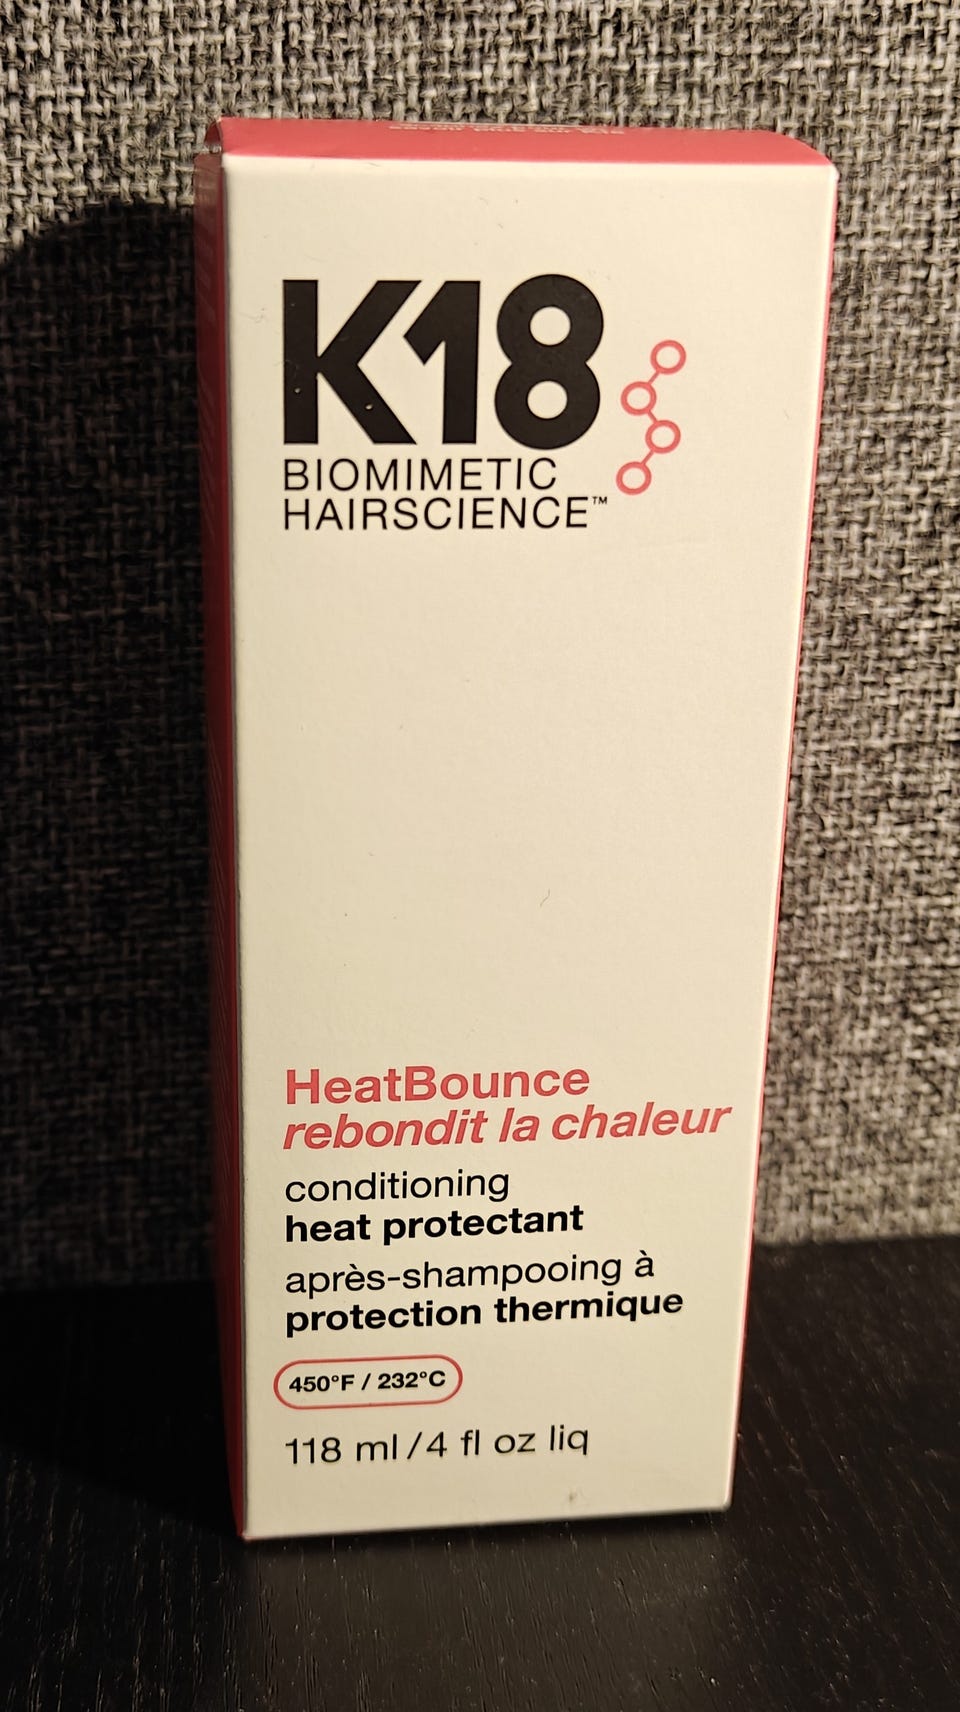 K18
BIOMIMETIC
HAIRSCIENCE™
HeatBounce
rebondit la chaleur
conditioning
heat protectant
après-shampooing à
protection thermique
450°F / 232°C
118 ml / 4 fl oz liq